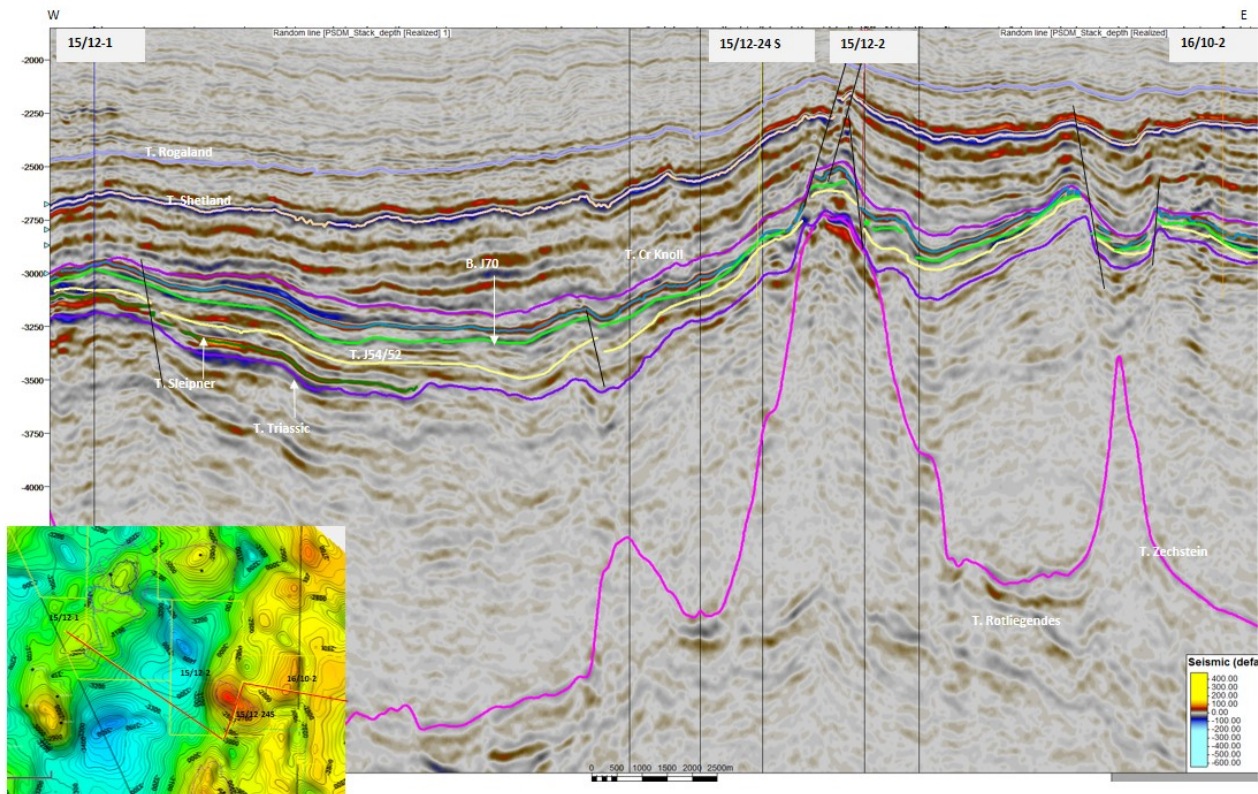 W
E
Random line [PSDM_Stack_depth [Realized] 1]
Random line [PSDM_Stack_depth [Realized]
15/12-1
15/12-24 S
15/12-2
16/10-2
-2000
-2250
-2500
-2750
-3000
-3250
-3500
-3750
-4000
T. Rogaland
T. Shetland
T. Cr Knoll
B. J70
T. J54/52
T. Sleipner
T. Triassic
T. Zechstein
T. Rotliegendes
15/12-1
15/12-2
16/10-2
15/12-24S
Seismic (defa
400.00
300.00
200.00
100.00
0.00
-100.00
-200.00
-300.00
-400.00
-500.00
-600.00
0 500 1000 1500 2000 2500m